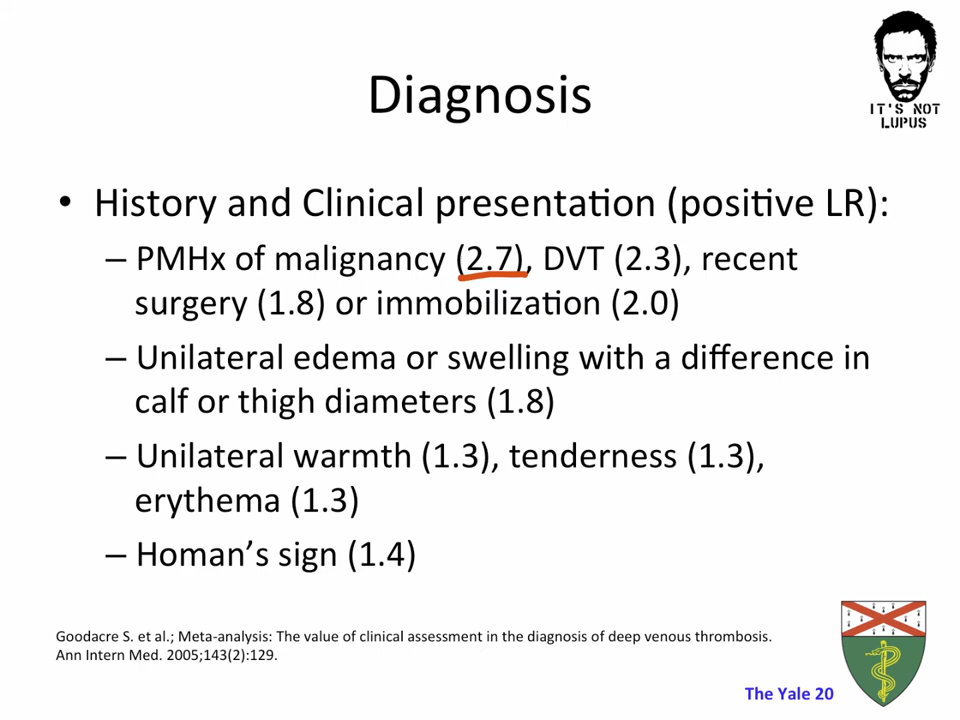 IT'S NOT
LUPUS
Diagnosis
• History and Clinical presentation (positive LR):
– PMHx of malignancy (2.7), DVT (2.3), recent
surgery (1.8) or immobilization (2.0)
– Unilateral edema or swelling with a difference in
calf or thigh diameters (1.8)
– Unilateral warmth (1.3), tenderness (1.3),
erythema (1.3)
– Homan’s sign (1.4)
Goodacre S. et al.; Meta-analysis: The value of clinical assessment in the diagnosis of deep venous thrombosis.
Ann Intern Med. 2005;143(2):129.
The Yale 20